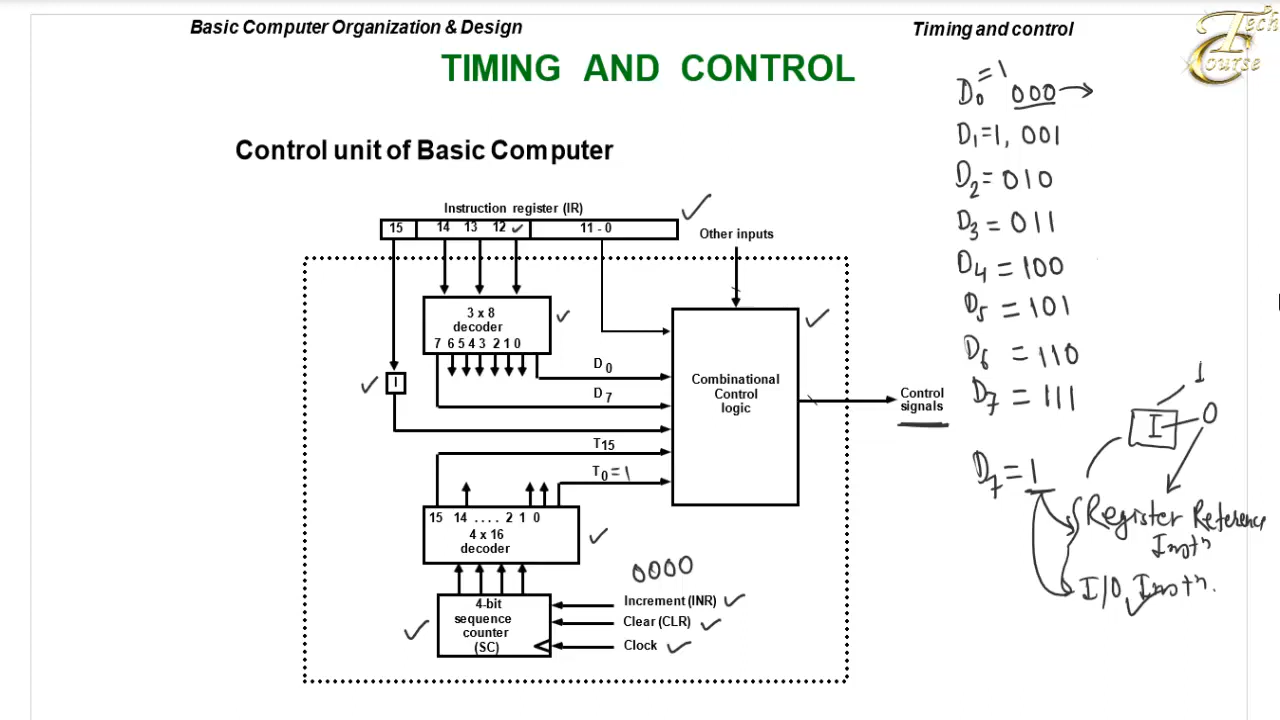 Basic Computer Organization & Design
Timing and control
Tech
Course
TIMING AND CONTROL
Control unit of Basic Computer
Instruction register (IR)
15 14 13 12 11 - 0
Other inputs
3 x 8
decoder
7 6 5 4 3 2 1 0
D0
D7
I
Combinational
Control
logic
Control
signals
T15
T0 = 1
15 14 .... 2 1 0
4 x 16
decoder
0000
4-bit
sequence
counter
(SC)
Increment (INR)
Clear (CLR)
Clock
D0 = 1 000 →
D1 = 1, 001
D2 = 010
D3 = 011
D4 = 100
D5 = 101
D6 = 110
D7 = 111
1
I 0
D7 = 1
Register Reference
Instn
I/O Instn.